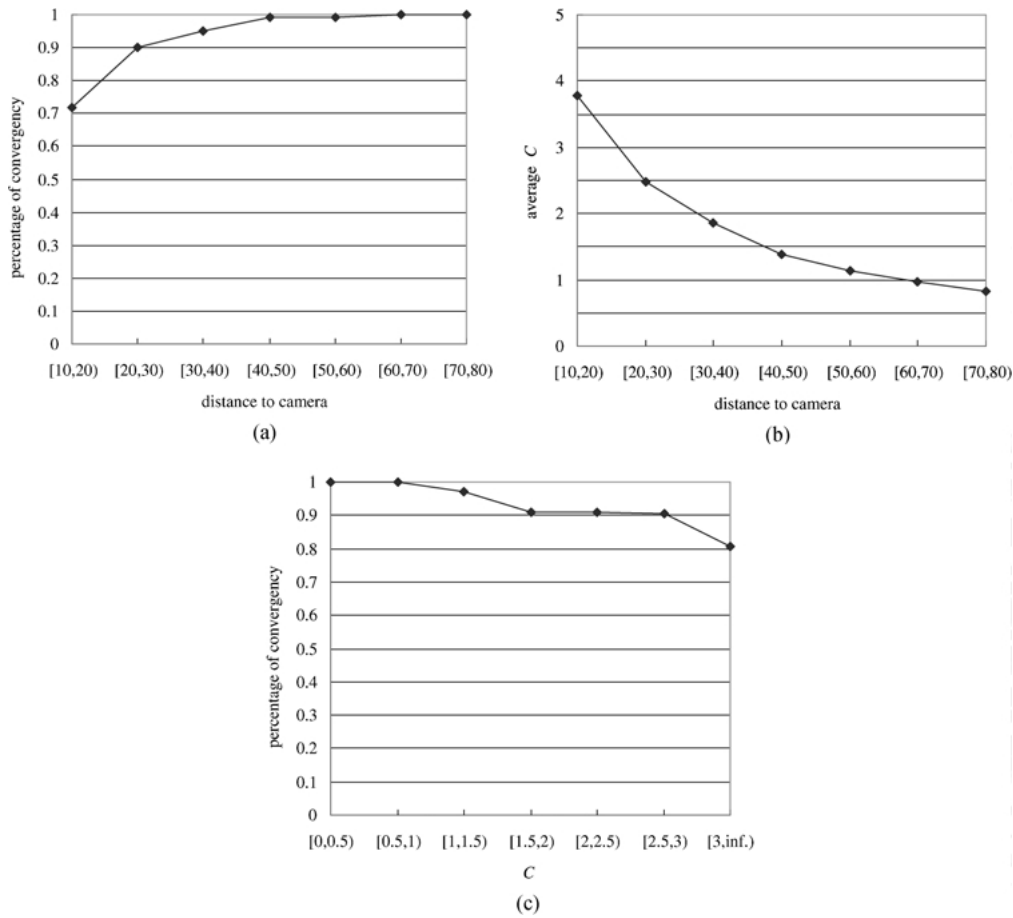 percentage of convergency
1
0.9
0.8
0.7
0.6
0.5
0.4
0.3
0.2
0.1
0
[10,20) [20,30) [30,40) [40,50) [50,60) [60,70) [70,80)
distance to camera
(a)
average C
5
4
3
2
1
0
[10,20) [20,30) [30,40) [40,50) [50,60) [60,70) [70,80)
distance to camera
(b)
percentage of convergency
1
0.9
0.8
0.7
0.6
0.5
0.4
0.3
0.2
0.1
0
[0,0.5) [0.5,1) [1,1.5) [1.5,2) [2,2.5) [2.5,3) [3,inf.)
C
(c)